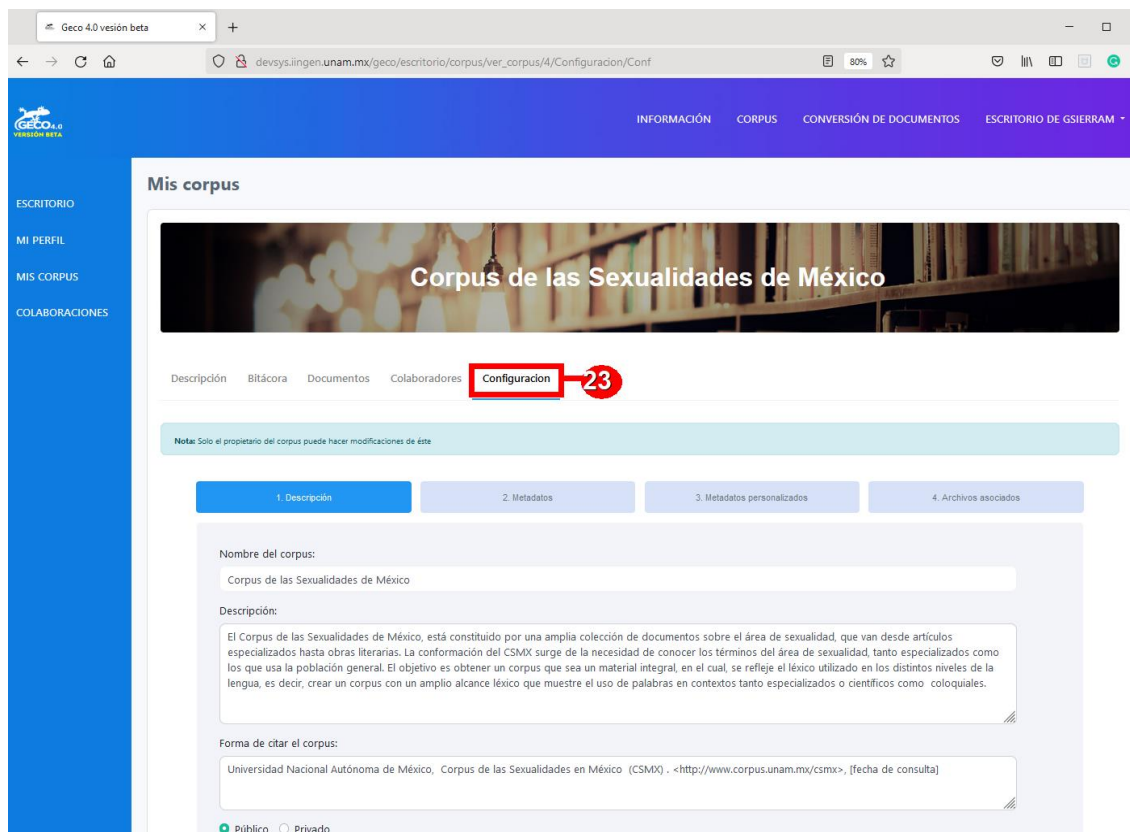 Geco 4.0 vesión beta
devsys.iingen.unam.mx/geco/escritorio/corpus/ver_corpus/4/Configuracion/Conf
80%
GECO4.0
VERSIÓN BETA
INFORMACIÓN CORPUS CONVERSIÓN DE DOCUMENTOS ESCRITORIO DE GSIERRAM
ESCRITORIO
MI PERFIL
MIS CORPUS
COLABORACIONES
Mis corpus
Corpus de las Sexualidades de México
Descripción Bitácora Documentos Colaboradores Configuracion 23
Nota: Solo el propietario del corpus puede hacer modificaciones de éste
1. Descripción 2. Metadatos 3. Metadatos personalizados 4. Archivos asociados
Nombre del corpus:
Corpus de las Sexualidades de México
Descripción:
El Corpus de las Sexualidades de México, está constituido por una amplia colección de documentos sobre el área de sexualidad, que van desde artículos
especializados hasta obras literarias. La conformación del CSMX surge de la necesidad de conocer los términos del área de sexualidad, tanto especializados como
los que usa la población general. El objetivo es obtener un corpus que sea un material integral, en el cual, se refleje el léxico utilizado en los distintos niveles de la
lengua, es decir, crear un corpus con un amplio alcance léxico que muestre el uso de palabras en contextos tanto especializados o científicos como coloquiales.
Forma de citar el corpus:
Universidad Nacional Autónoma de México, Corpus de las Sexualidades en México (CSMX) . <http://www.corpus.unam.mx/csmx>, [fecha de consulta]
Público Privado